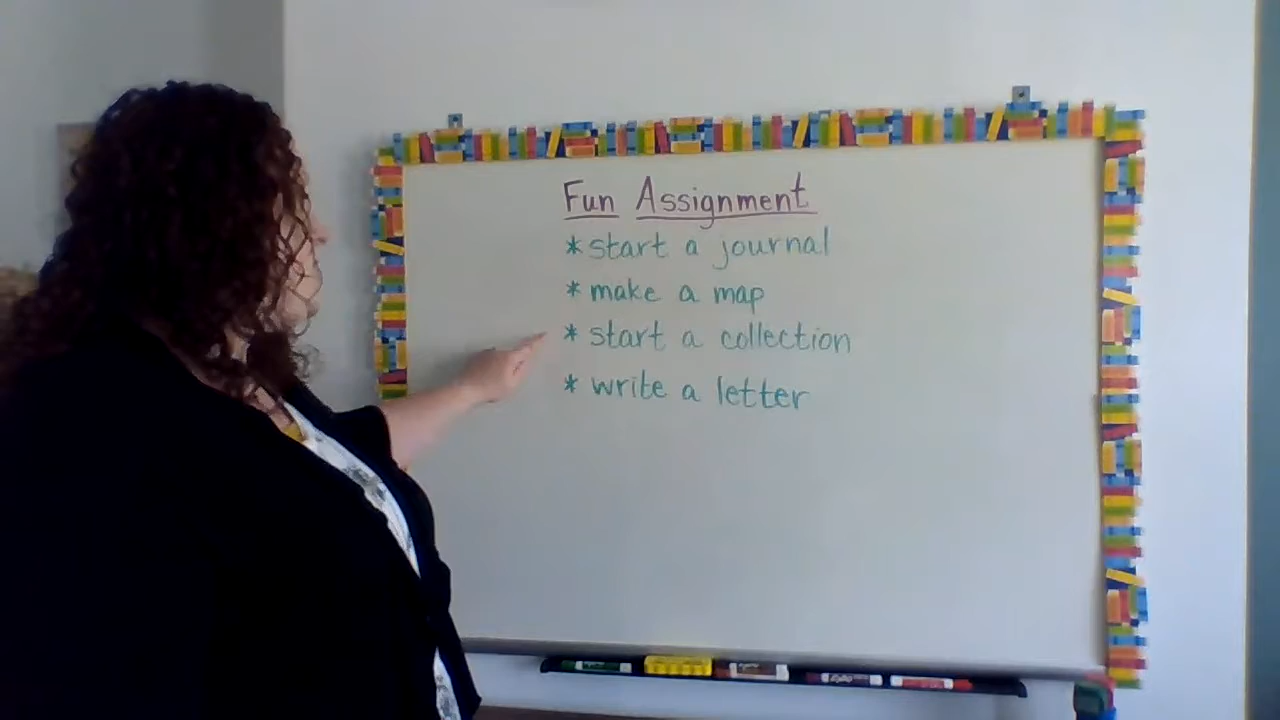 Fun Assignment
* start a journal
* make a map
* start a collection
* write a letter